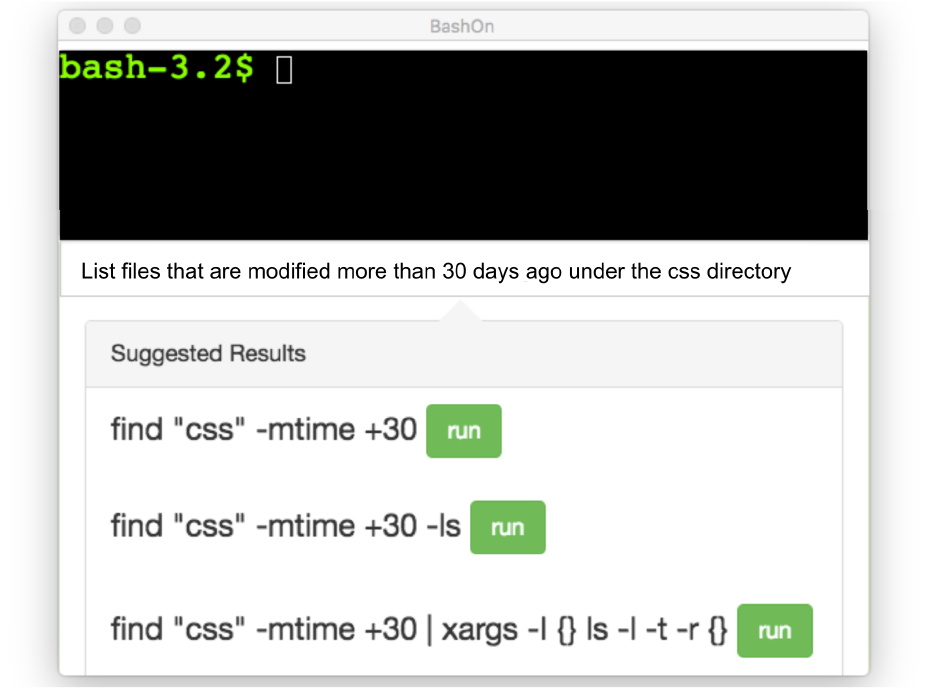 BashOn
bash-3.2$
List files that are modified more than 30 days ago under the css directory
Suggested Results
find "css" -mtime +30 run
find "css" -mtime +30 -ls run
find "css" -mtime +30 | xargs -I {} ls -l -t -r {} run